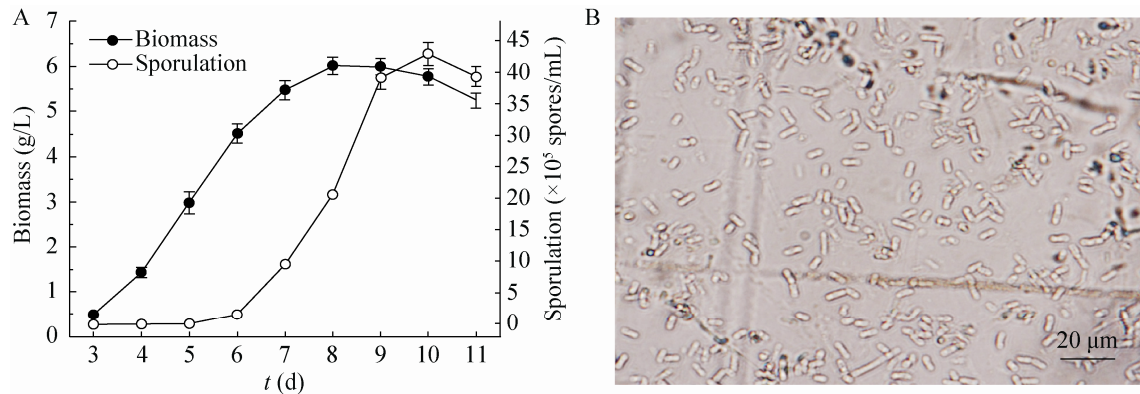 A
7
6
5
4
3
2
1
0
Biomass (g/L)
Biomass
Sporulation
45
40
35
30
25
20
15
10
5
0
Sporulation (×10⁵ spores/mL)
3 4 5 6 7 8 9 10 11
t (d)
B
20 μm